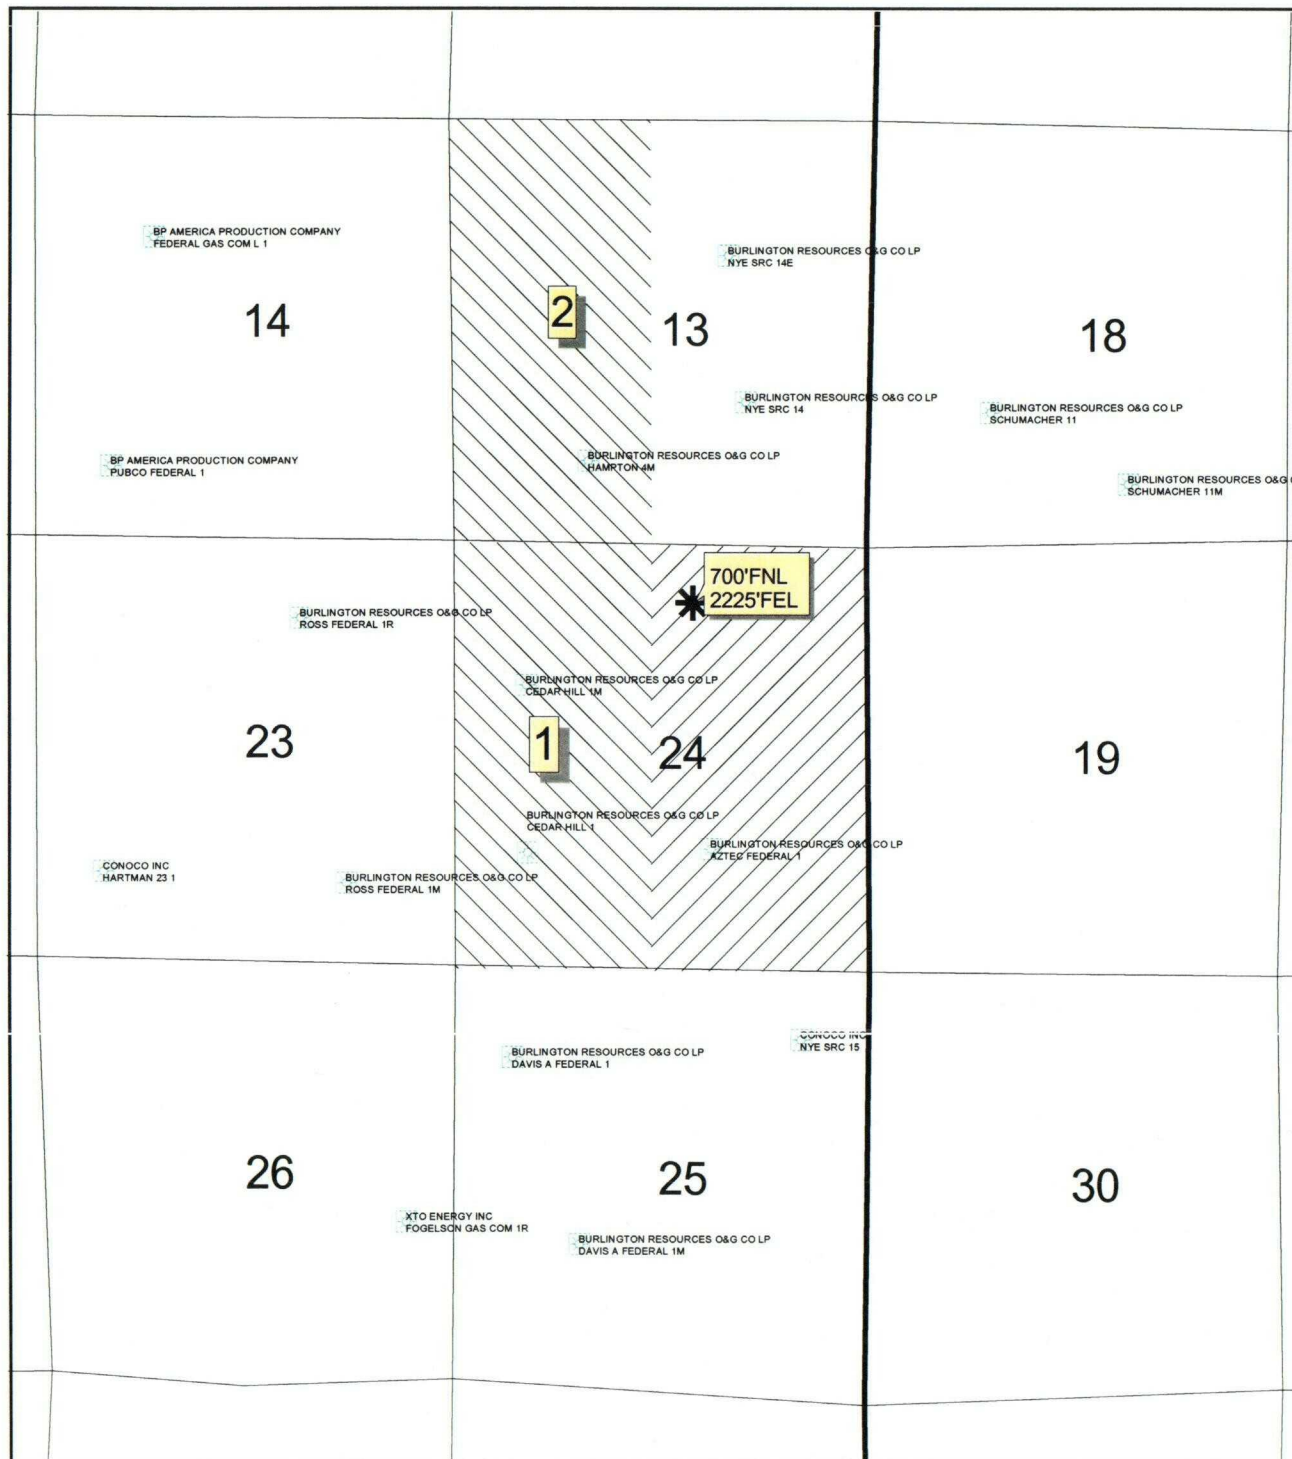 BP AMERICA PRODUCTION COMPANY
FEDERAL GAS COM L 1
BURLINGTON RESOURCES O&G CO LP
NYE SRC 14E
14
2
13
18
BURLINGTON RESOURCES O&G CO LP
NYE SRC 14
BURLINGTON RESOURCES O&G CO LP
SCHUMACHER 11
BP AMERICA PRODUCTION COMPANY
PUBCO FEDERAL 1
BURLINGTON RESOURCES O&G CO LP
HAMPTON 4M
BURLINGTON RESOURCES O&G
SCHUMACHER 11M
700'FNL
2225'FEL
BURLINGTON RESOURCES O&G CO LP
ROSS FEDERAL 1R
BURLINGTON RESOURCES O&G CO LP
CEDAR HILL 1M
23
1
24
19
BURLINGTON RESOURCES O&G CO LP
CEDAR HILL 1
BURLINGTON RESOURCES O&G CO LP
AZTEC FEDERAL 1
CONOCO INC
HARTMAN 23 1
BURLINGTON RESOURCES O&G CO LP
ROSS FEDERAL 1M
BURLINGTON RESOURCES O&G CO LP
DAVIS A FEDERAL 1
CONOCO INC
NYE SRC 15
26
25
30
XTO ENERGY INC
FOGELSON GAS COM 1R
BURLINGTON RESOURCES O&G CO LP
DAVIS A FEDERAL 1M